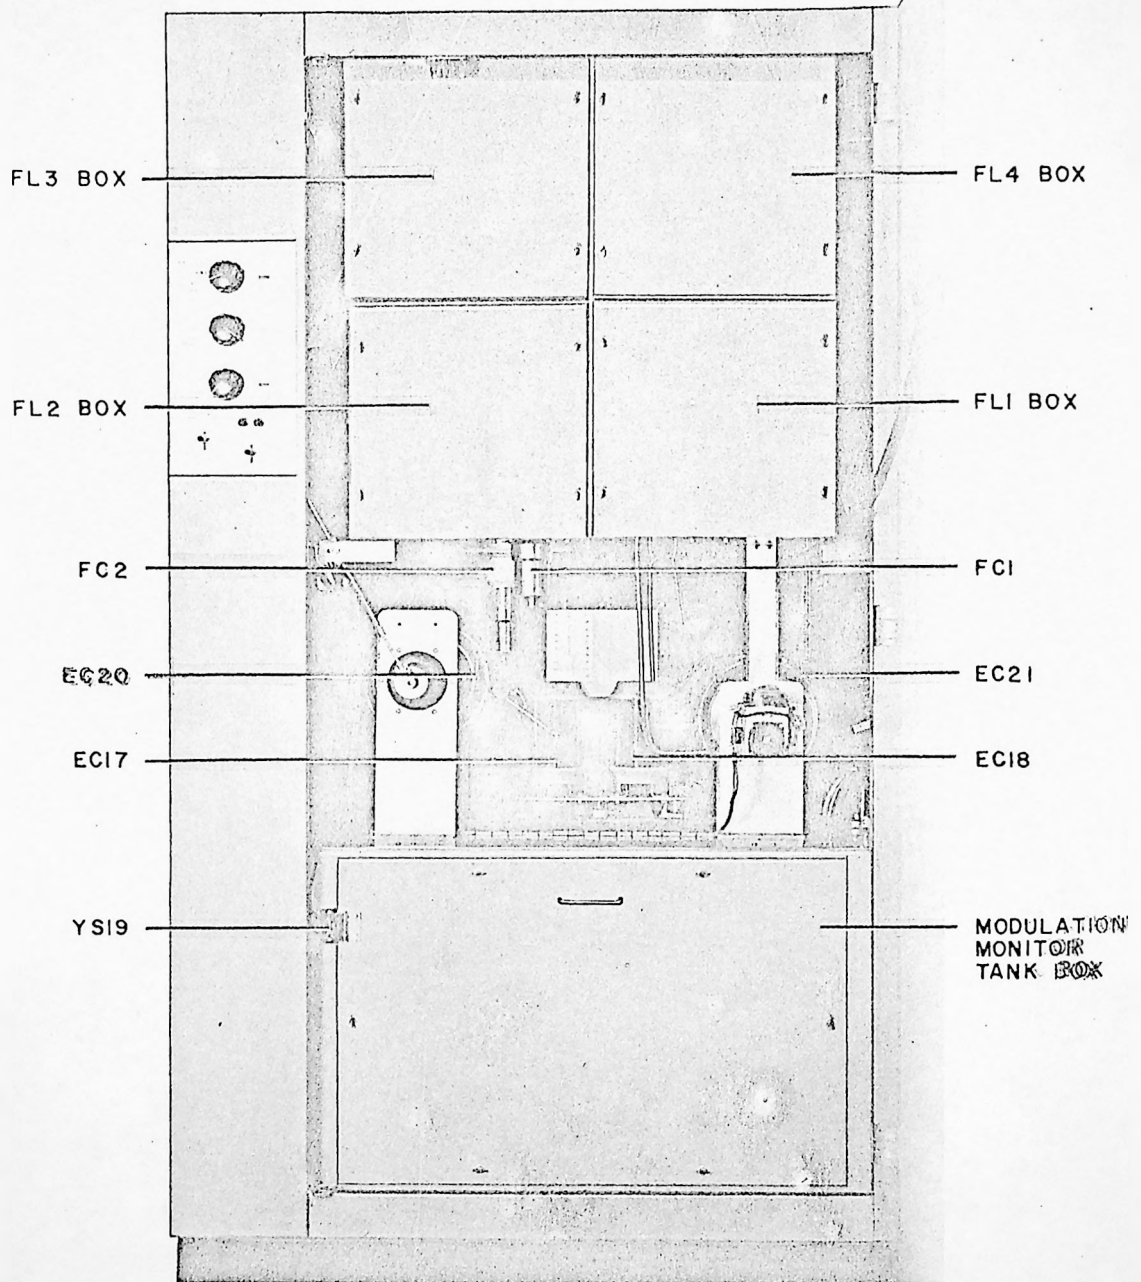 FL3 BOX
FL4 BOX
FL2 BOX
FL1 BOX
FC2
FC1
EC20
EC21
EC17
EC18
YS19
MODULATION
MONITOR
TANK BOX